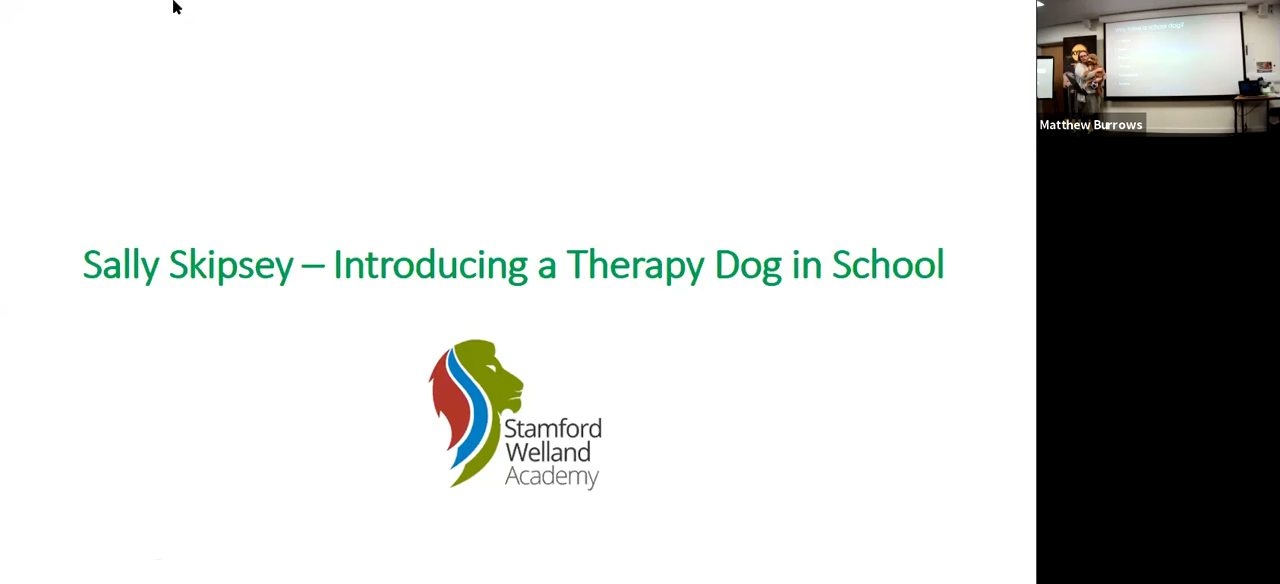 Sally Skipsey – Introducing a Therapy Dog in School
Stamford
Welland
Academy
Matthew Burrows